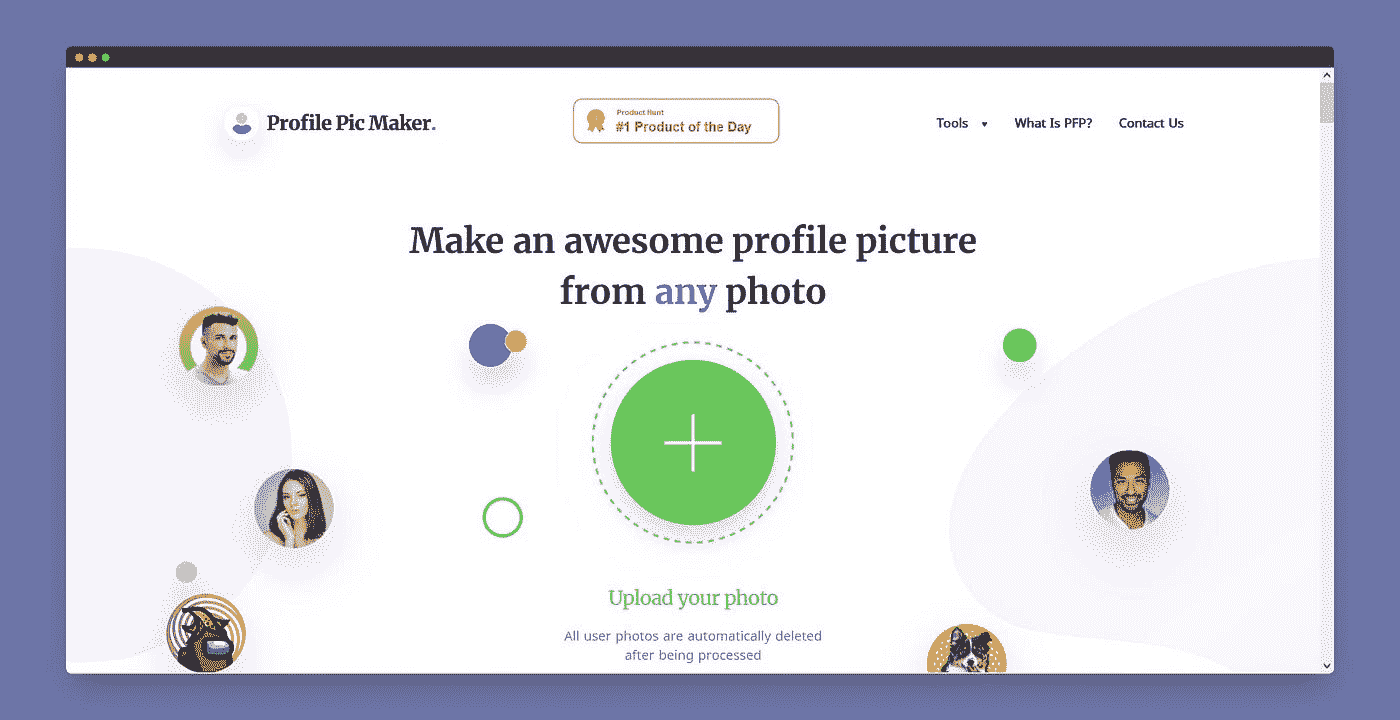 Profile Pic Maker.
Product Hunt
#1 Product of the Day
Tools
What Is PFP?
Contact Us
Make an awesome profile picture
from any photo
Upload your photo
All user photos are automatically deleted
after being processed